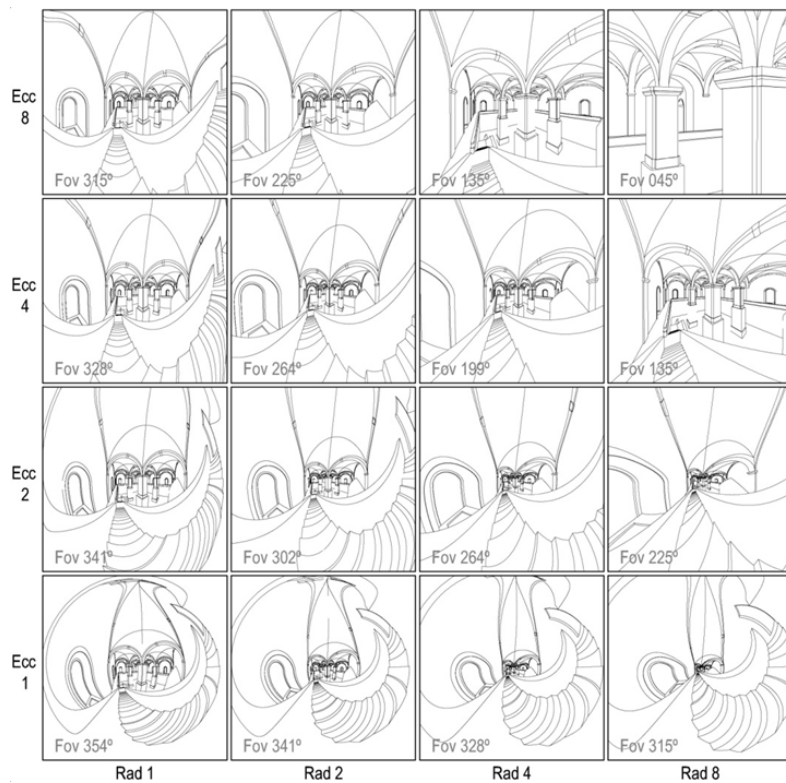 Ecc
8
Fov 315º
Fov 225º
Fov 135º
Fov 045º
Ecc
4
Fov 328º
Fov 264º
Fov 199º
Fov 135º
Ecc
2
Fov 341º
Fov 302º
Fov 264º
Fov 225º
Ecc
1
Fov 354º
Fov 341º
Fov 328º
Fov 315º
Rad 1
Rad 2
Rad 4
Rad 8